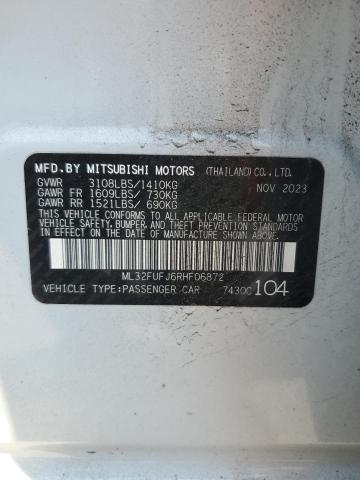 MFD.BY MITSUBISHI MOTORS (THAILAND) CO., LTD.
GVWR 3108LBS/1410KG NOV 2023
GAWR FR 1609LBS/ 730KG
GAWR RR 1521LBS/ 690KG
THIS VEHICLE CONFORMS TO ALL APPLICABLE FEDERAL MOTOR
VEHICLE SAFETY, BUMPER, AND THEFT PREVENTION STANDARDS
IN EFFECT ON THE DATE OF MANUFACTURE SHOWN ABOVE.
ML32FUFJ6RHF06872
VEHICLE TYPE:PASSENGER CAR 7430C 104